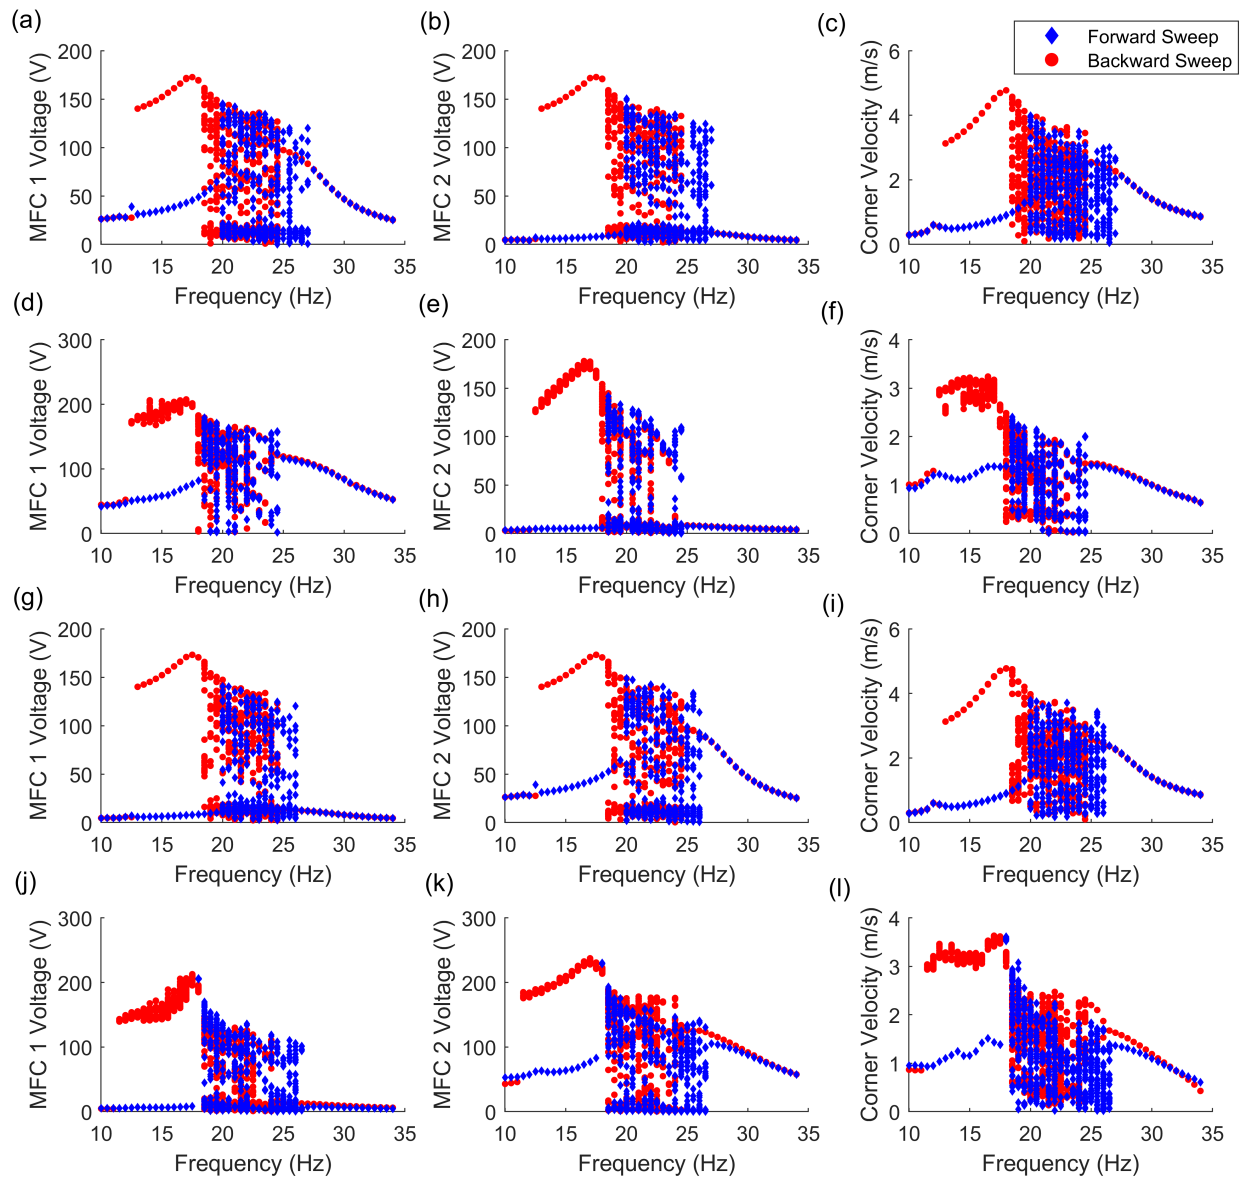 (a)
(b)
(c)
Forward Sweep
Backward Sweep
MFC 1 Voltage (V)
200
150
100
50
0
10 15 20 25 30 35
Frequency (Hz)
MFC 2 Voltage (V)
200
150
100
50
0
10 15 20 25 30 35
Frequency (Hz)
Corner Velocity (m/s)
6
4
2
0
10 15 20 25 30 35
Frequency (Hz)
(d)
(e)
(f)
MFC 1 Voltage (V)
300
200
100
0
10 15 20 25 30 35
Frequency (Hz)
MFC 2 Voltage (V)
200
150
100
50
0
10 15 20 25 30 35
Frequency (Hz)
Corner Velocity (m/s)
4
3
2
1
0
10 15 20 25 30 35
Frequency (Hz)
(g)
(h)
(i)
MFC 1 Voltage (V)
200
150
100
50
0
10 15 20 25 30 35
Frequency (Hz)
MFC 2 Voltage (V)
200
150
100
50
0
10 15 20 25 30 35
Frequency (Hz)
Corner Velocity (m/s)
6
4
2
0
10 15 20 25 30 35
Frequency (Hz)
(j)
(k)
(l)
MFC 1 Voltage (V)
300
200
100
0
10 15 20 25 30 35
Frequency (Hz)
MFC 2 Voltage (V)
300
200
100
0
10 15 20 25 30 35
Frequency (Hz)
Corner Velocity (m/s)
4
3
2
1
0
10 15 20 25 30 35
Frequency (Hz)